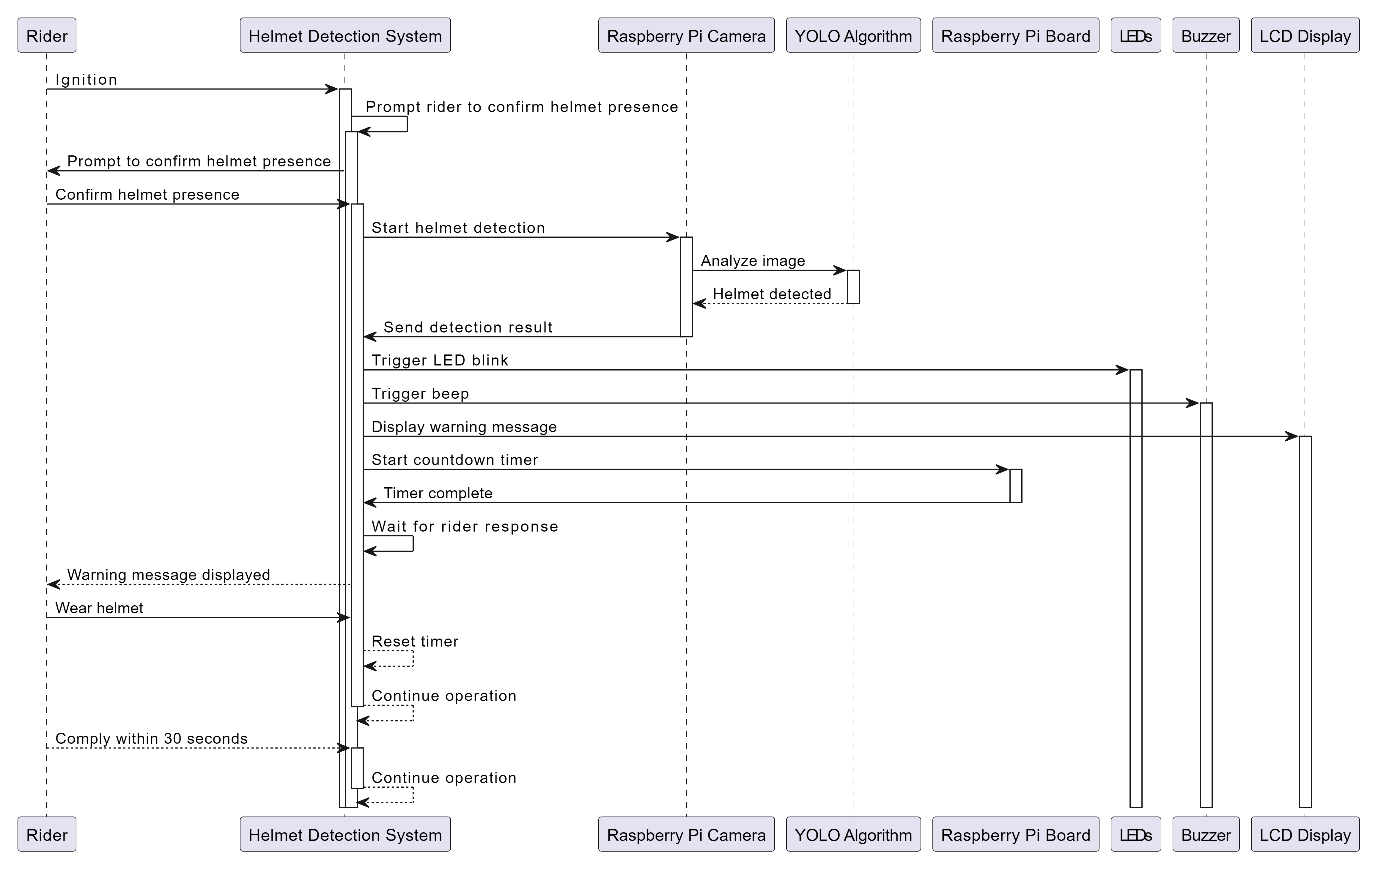 Rider
Helmet Detection System
Raspberry Pi Camera
YOLO Algorithm
Raspberry Pi Board
LEDs
Buzzer
LCD Display
Ignition
Prompt rider to confirm helmet presence
Prompt to confirm helmet presence
Confirm helmet presence
Start helmet detection
Analyze image
Helmet detected
Send detection result
Trigger LED blink
Trigger beep
Display warning message
Start countdown timer
Timer complete
Wait for rider response
Warning message displayed
Wear helmet
Reset timer
Continue operation
Comply within 30 seconds
Continue operation
Rider
Helmet Detection System
Raspberry Pi Camera
YOLO Algorithm
Raspberry Pi Board
LEDs
Buzzer
LCD Display